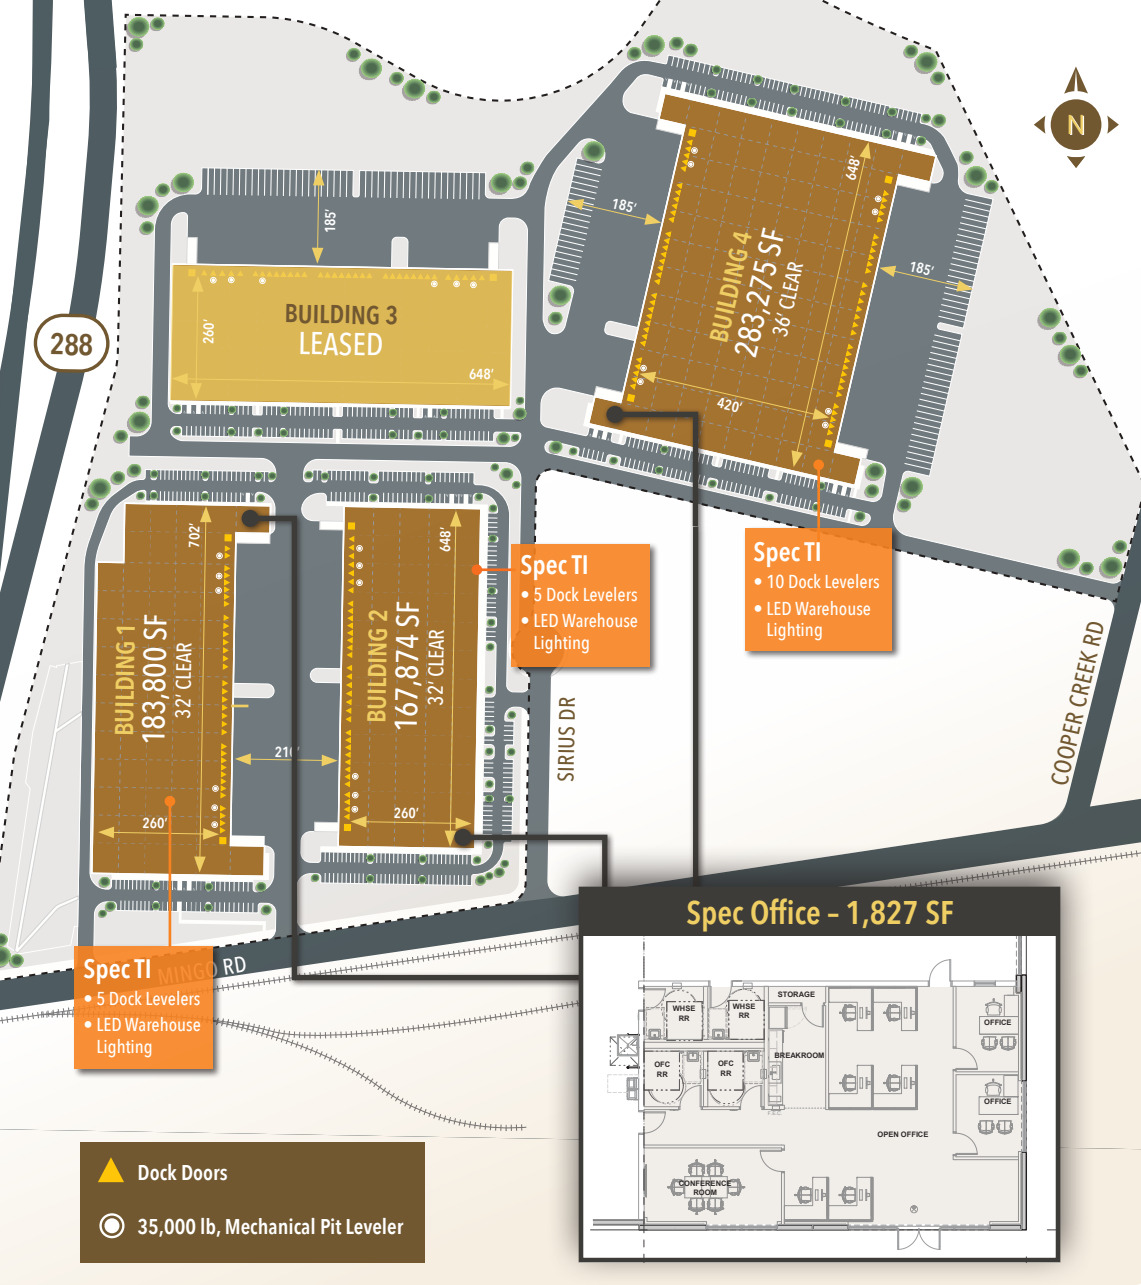 N
185'
BUILDING 3
LEASED
260'
648'
288
185'
BUILDING 4
283,275 SF
36' CLEAR
648'
185'
420'
702'
BUILDING 1
183,800 SF
32' CLEAR
260'
210'
648'
BUILDING 2
167,874 SF
32' CLEAR
260'
Spec TI
• 5 Dock Levelers
• LED Warehouse
Lighting
Spec TI
• 10 Dock Levelers
• LED Warehouse
Lighting
SIRIUS DR
COOPER CREEK RD
MINGO RD
Spec TI
• 5 Dock Levelers
• LED Warehouse
Lighting
Spec Office – 1,827 SF
WHSE
RR
WHSE
RR
STORAGE
OFFICE
BREAKROOM
OFC
RR
OFC
RR
OFFICE
OPEN OFFICE
CONFERENCE
ROOM
Dock Doors
35,000 lb, Mechanical Pit Leveler